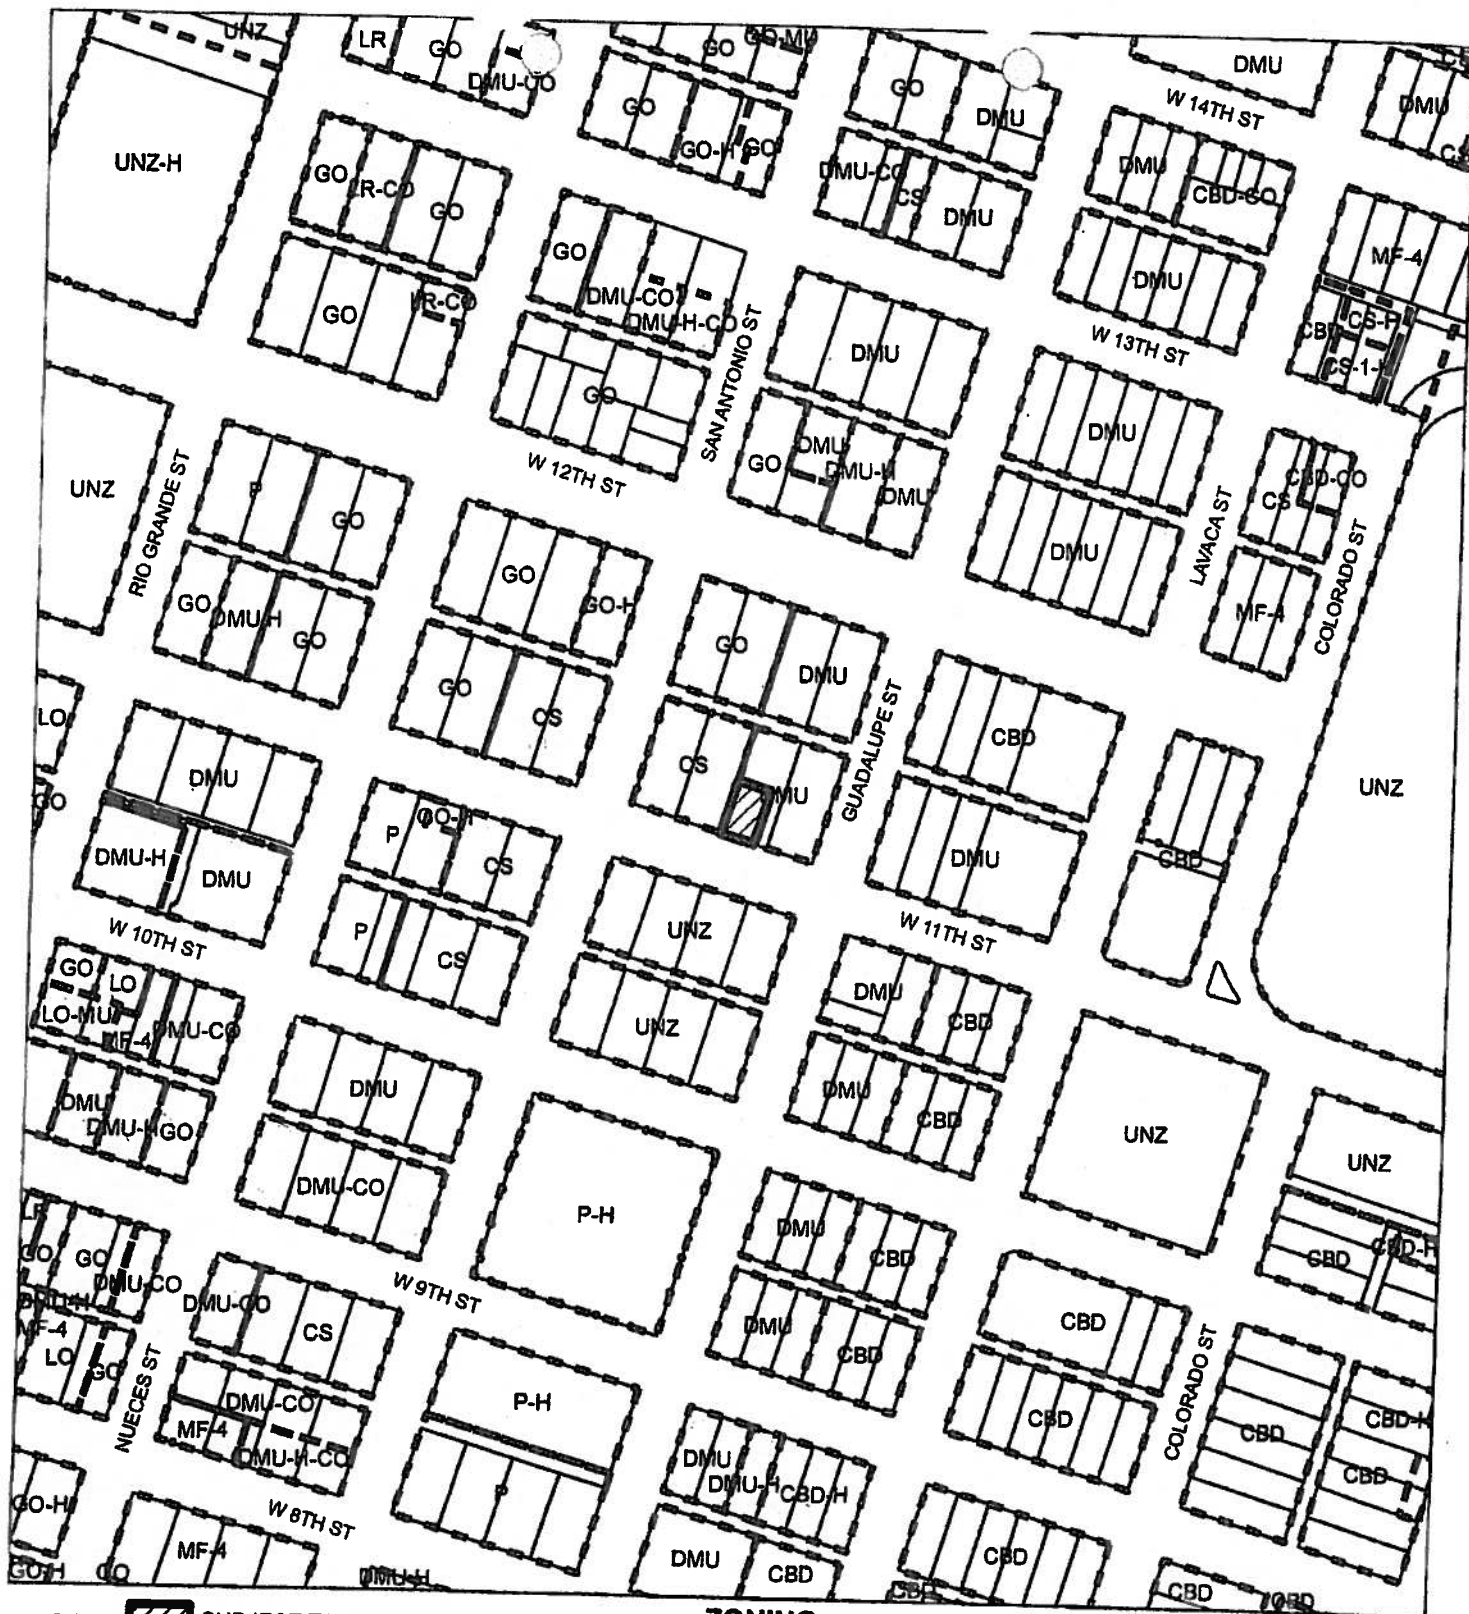 UNZ
LR
GO
DMU-CO
GO
GO-MU
GO
DMU
DMU
W 14TH ST
DMU
UNZ-H
GO
LR-CO
GO
GO
GO-H
GO
DMU-CO
CS
DMU
DMU
CBD-CO
MF-4
GO
DMU-CO
DMU-H-CO
GO
LR-CO
DMU
W 13TH ST
CBD
CS-H
GO
SAN ANTONIO ST
DMU
DMU
GO
DMU
DMU-H
DMU
W 12TH ST
UNZ
RIO GRANDE ST
P
GO
DMU
LAVACA ST
CS
CBD-CO
COLORADO ST
MF-4
GO
GO-H
GO
DMU-H
GO
GO
DMU
GUADALUPE ST
CBD
LO
GO
CS
DMU
CS
MU
UNZ
GO
DMU-H
DMU
P
GO-H
CS
DMU
CBD
W 10TH ST
P
CS
UNZ
W 11TH ST
GO
LO
LO-MU
MF-4
DMU-CO
UNZ
DMU
CBD
DMU
DMU
DMU-H
GO
DMU
CBD
UNZ
UNZ
DMU-CO
P-H
DMU
CBD
CBD
CBD-H
LR
GO
GO
DMU-CO
DMU-H
MF-4
LO
GO
DMU-CO
CS
W 9TH ST
DMU
CBD
CBD
COLORADO ST
NUECES ST
DMU-CO
MF-4
DMU-H-CO
P-H
CBD
CBD
CBD-H
CBD
GO-H
W 8TH ST
P
DMU
DMU-H
CBD-H
MF-4
GO-H
DMU-H
DMU
CBD
CBD
CBD
CBD
ZONING